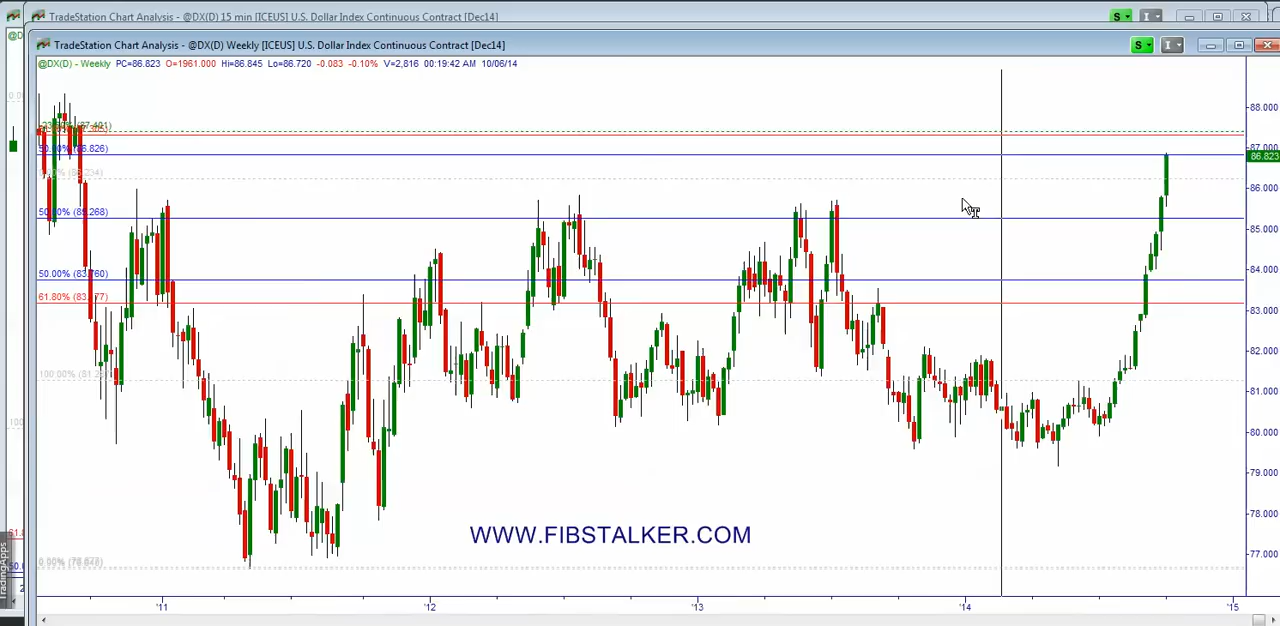 TradeStation Chart Analysis - @DX(D) 15 min [ICEUS] U.S. Dollar Index Continuous Contract [Dec14]
S I
@D
TradeStation Chart Analysis - @DX(D) Weekly [ICEUS] U.S. Dollar Index Continuous Contract [Dec14]
S I
@DX(D) - Weekly PC=86.823 O=1961.000 Hi=86.845 Lo=86.720 -0.083 -0.10% V=2,816 00:19:42 AM 10/06/14
88.000
87.000
50.00% (86.826)
86.823
86.000
50.00% (85.268)
85.000
84.000
61.80%
83.000
82.000
100.00%
81.000
80.000
79.000
78.000
WWW.FIBSTALKER.COM
77.000
TradingApps
'11 '12 '13 '14 '15